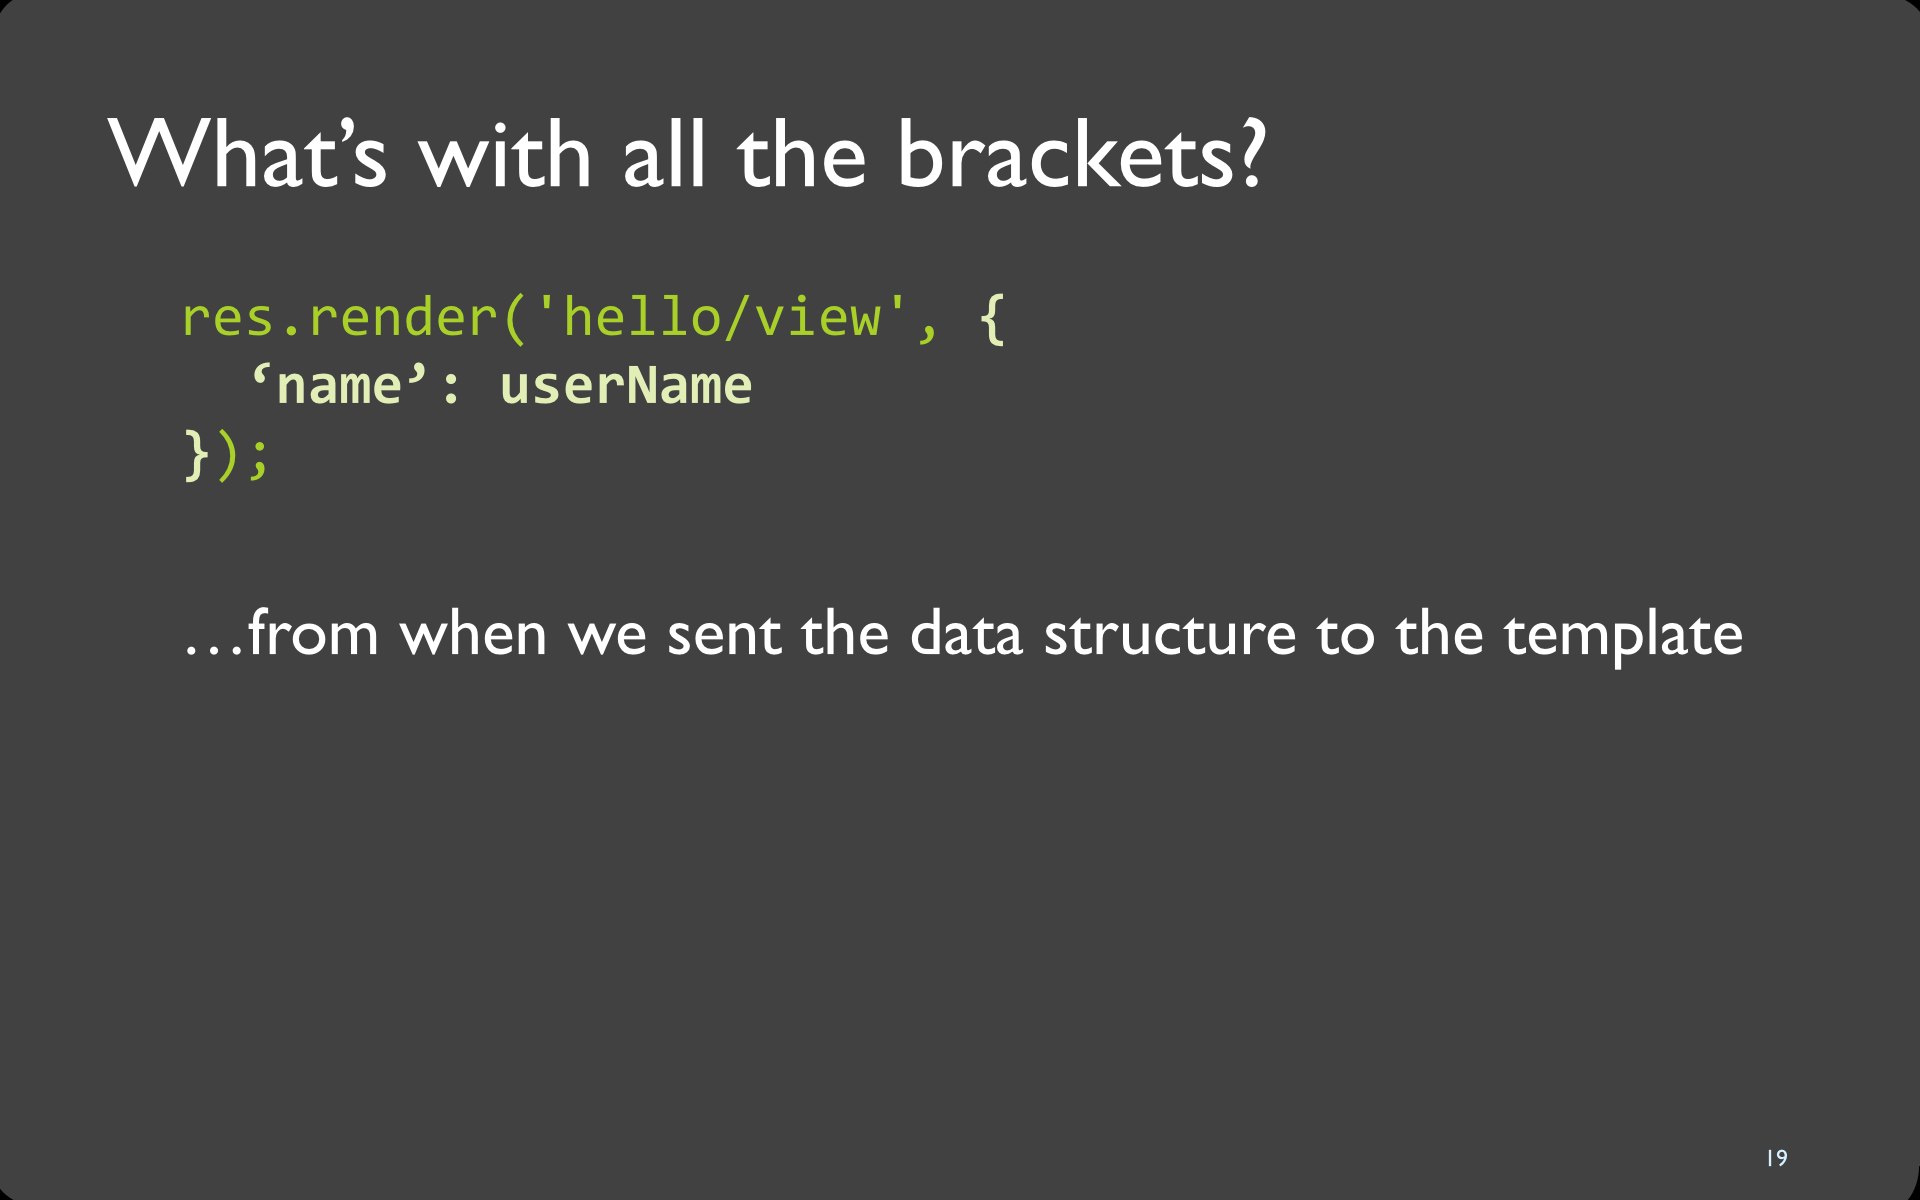 What’s with all the brackets?
res.render('hello/view', {
  ‘name’: userName
});
…from when we sent the data structure to the template
19